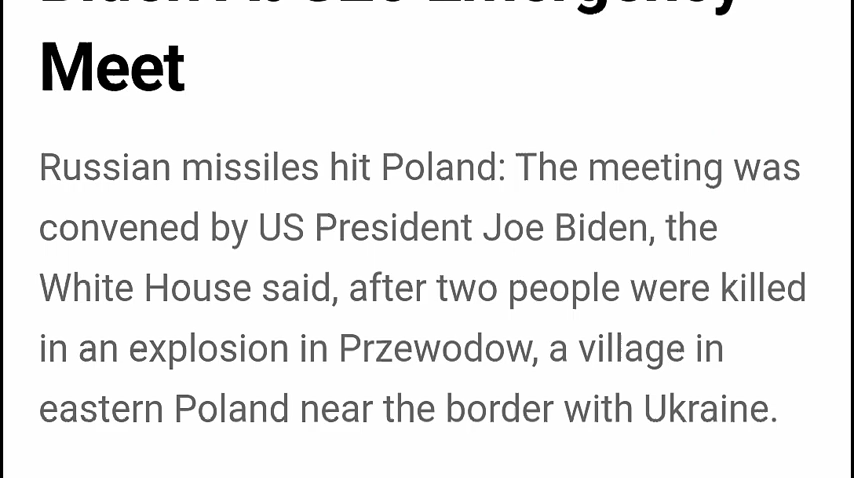 Meet
Russian missiles hit Poland: The meeting was
convened by US President Joe Biden, the
White House said, after two people were killed
in an explosion in Przewodow, a village in
eastern Poland near the border with Ukraine.